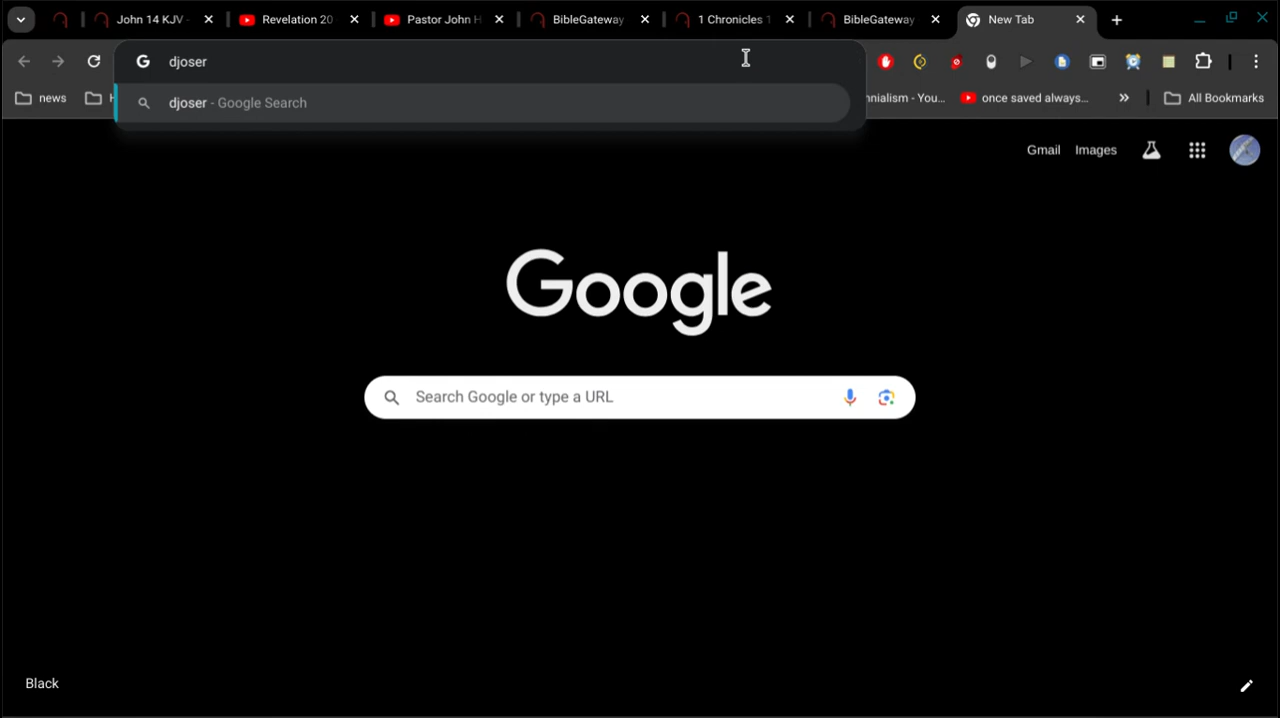 John 14 KJV -
Revelation 20
Pastor John H
BibleGateway
1 Chronicles 1
BibleGateway
New Tab
djoser
djoser - Google Search
news
nialism - You...
once saved always...
All Bookmarks
Gmail
Images
Google
Search Google or type a URL
Black